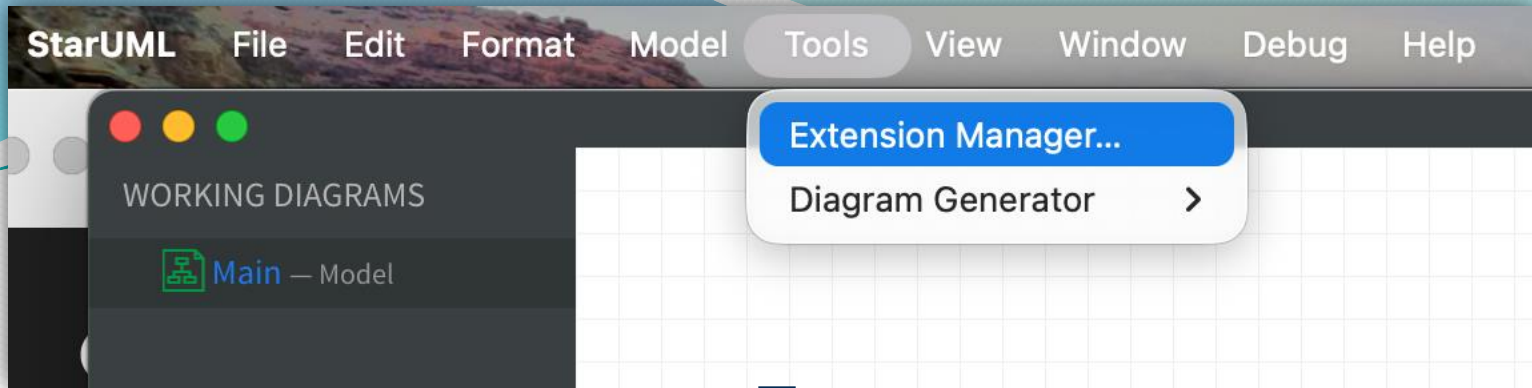 StarUML File Edit Format Model Tools View Window Debug Help
Extension Manager...
Diagram Generator >
WORKING DIAGRAMS
Main — Model